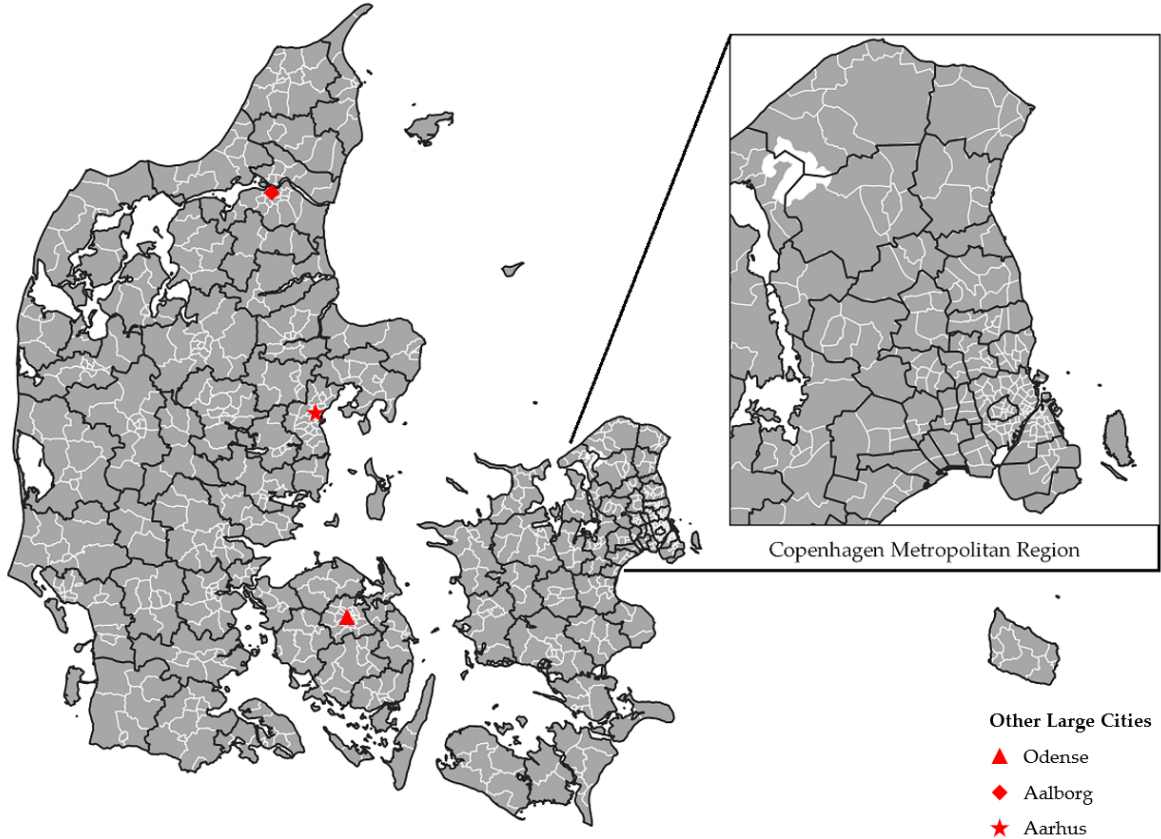 Copenhagen Metropolitan Region
Other Large Cities
Odense
Aalborg
Aarhus